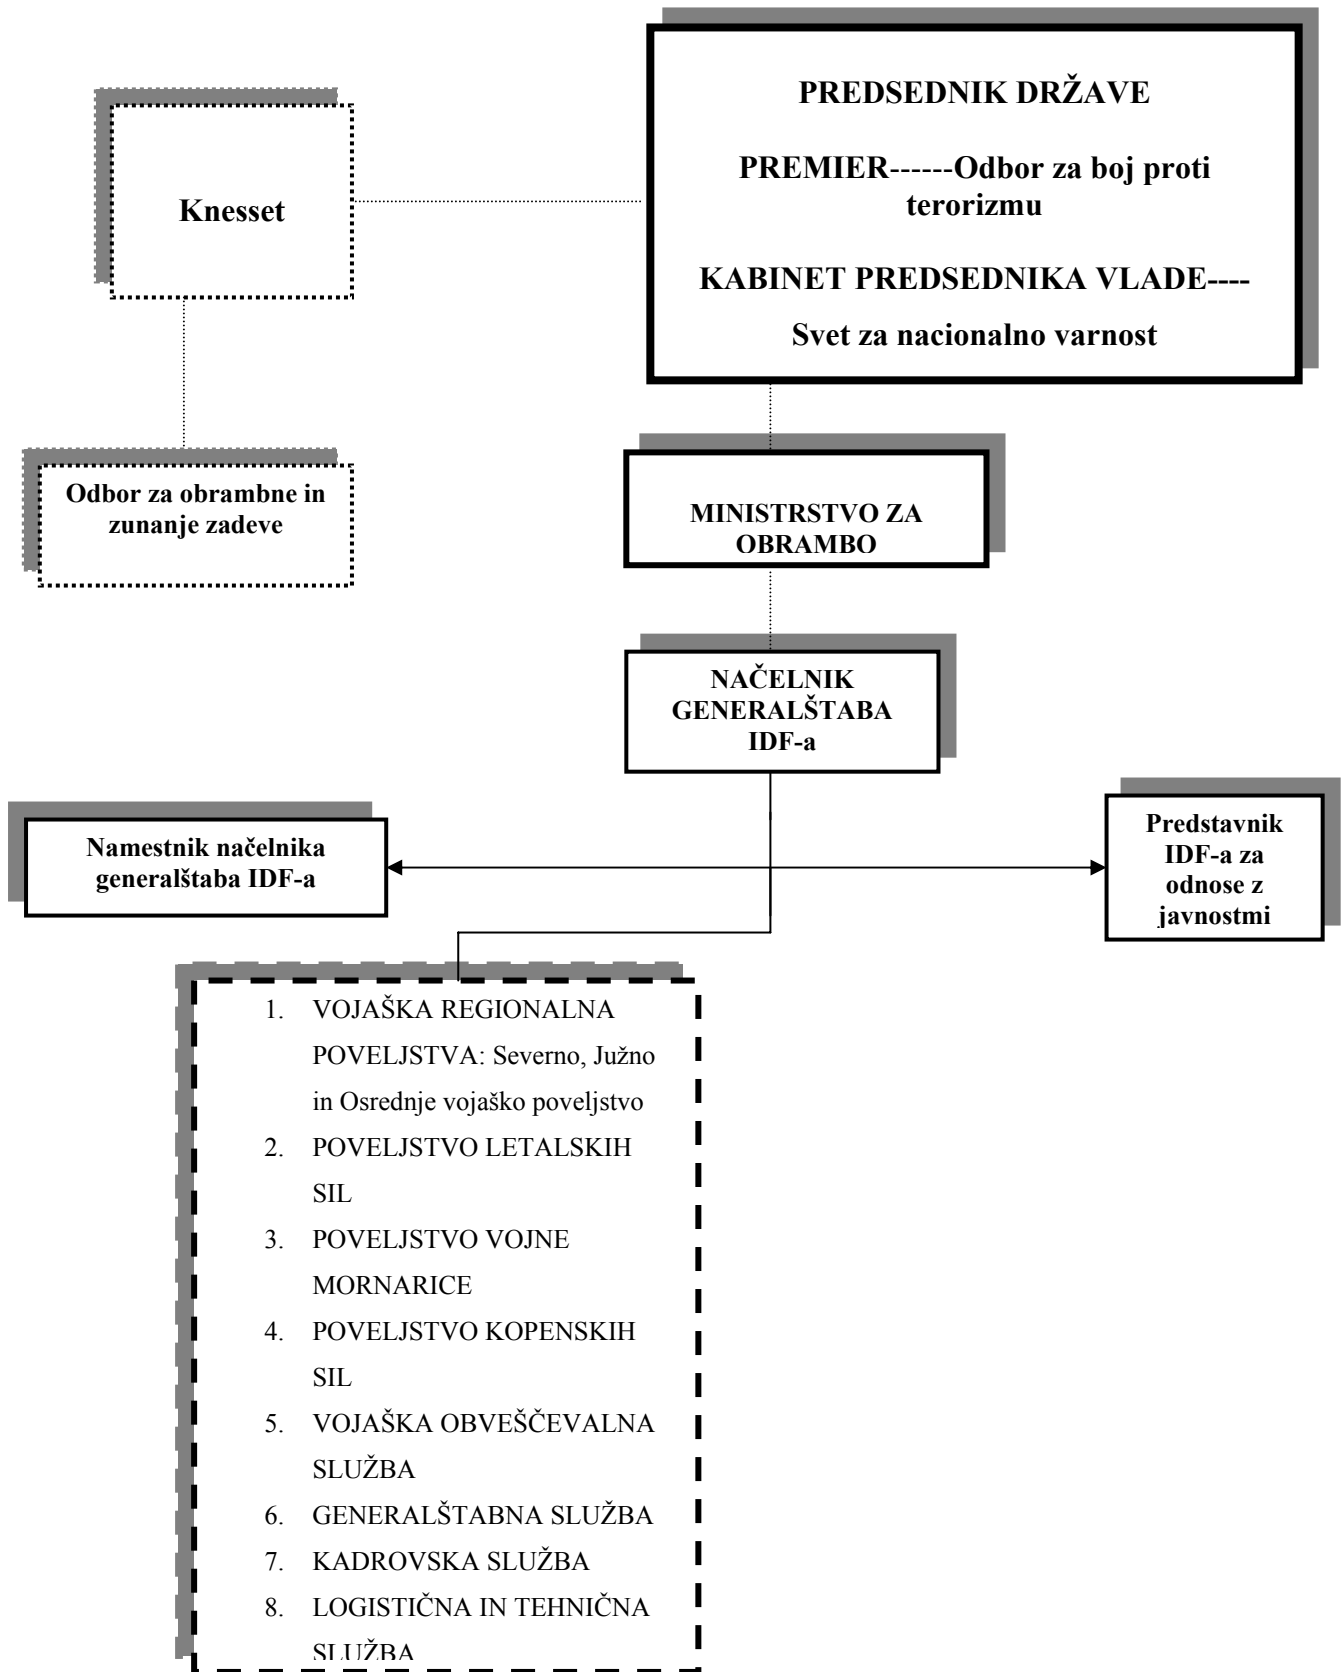 PREDSEDNIK DRŽAVE
PREMIER------Odbor za boj proti
terorizmu
KABINET PREDSEDNIKA VLADE----
Svet za nacionalno varnost
Knesset
Odbor za obrambne in
zunanje zadeve
MINISTRSTVO ZA
OBRAMBO
NAČELNIK
GENERALŠTABA
IDF-a
Namestnik načelnika
generalštaba IDF-a
Predstavnik
IDF-a za
odnose z
javnostmi
1. VOJAŠKA REGIONALNA
POVELJSTVA: Severno, Južno
in Osrednje vojaško poveljstvo
2. POVELJSTVO LETALSKIH
SIL
3. POVELJSTVO VOJNE
MORNARICE
4. POVELJSTVO KOPENSKIH
SIL
5. VOJAŠKA OBVEŠČEVALNA
SLUŽBA
6. GENERALŠTABNA SLUŽBA
7. KADROVSKA SLUŽBA
8. LOGISTIČNA IN TEHNIČNA
SLUŽBA